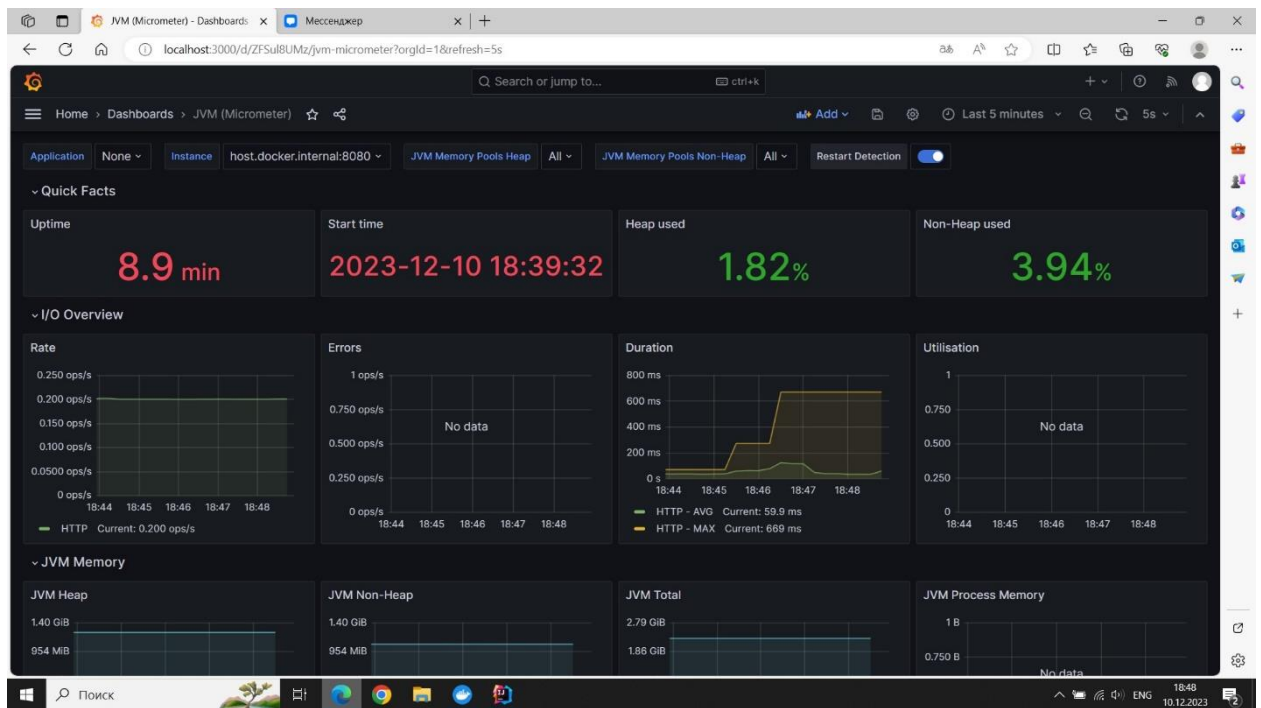 JVM (Micrometer) - Dashboards
Мессенджер
localhost:3000/d/ZFSul8UMz/jvm-micrometer?orgId=1&refresh=5s
Search or jump to...
ctrl+k
Home › Dashboards › JVM (Micrometer)
Add
Last 5 minutes
5s
Application None
Instance host.docker.internal:8080
JVM Memory Pools Heap All
JVM Memory Pools Non-Heap All
Restart Detection
Quick Facts
Uptime
8.9 min
Start time
2023-12-10 18:39:32
Heap used
1.82%
Non-Heap used
3.94%
I/O Overview
Rate
0.250 ops/s
0.200 ops/s
0.150 ops/s
0.100 ops/s
0.0500 ops/s
0 ops/s
18:44 18:45 18:46 18:47 18:48
HTTP Current: 0.200 ops/s
Errors
1 ops/s
0.750 ops/s
0.500 ops/s
0.250 ops/s
0 ops/s
No data
18:44 18:45 18:46 18:47 18:48
Duration
800 ms
600 ms
400 ms
200 ms
0 s
18:44 18:45 18:46 18:47 18:48
HTTP - AVG Current: 59.9 ms
HTTP - MAX Current: 669 ms
Utilisation
1
0.750
0.500
0.250
0
No data
18:44 18:45 18:46 18:47 18:48
JVM Memory
JVM Heap
1.40 GiB
954 MiB
JVM Non-Heap
1.40 GiB
954 MiB
JVM Total
2.79 GiB
1.86 GiB
JVM Process Memory
1 B
0.750 B
No data
Поиск
ENG
18:48
10.12.2023
2